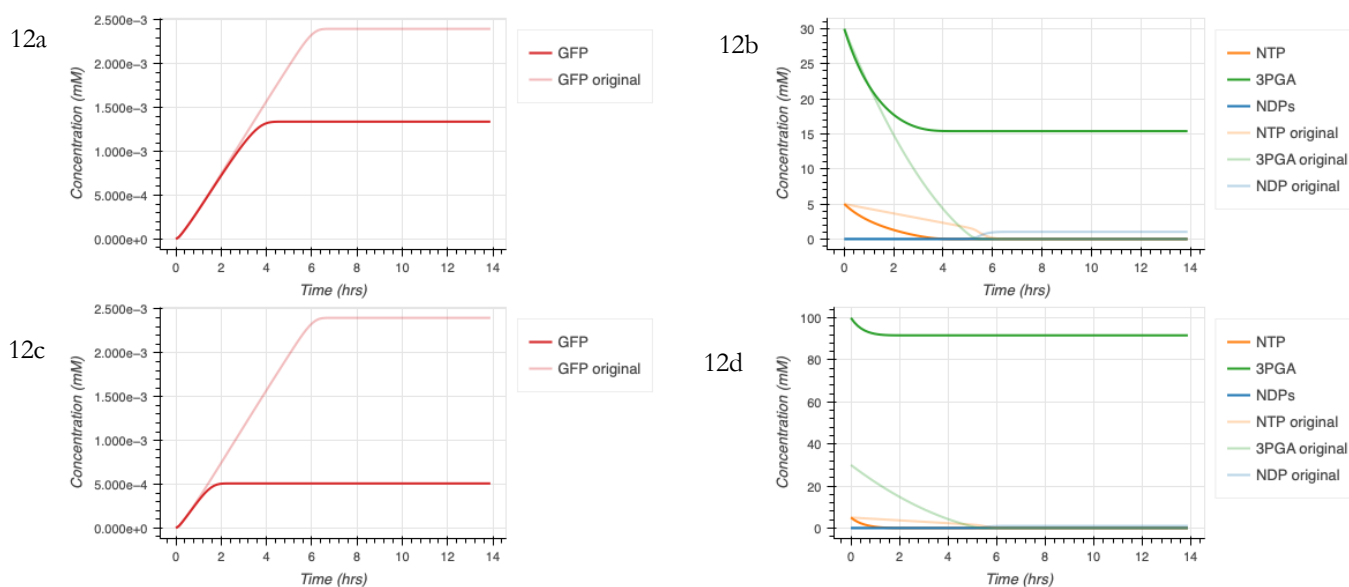 12a
2.500e−3
2.000e−3
1.500e−3
1.000e−3
5.000e−4
0.000e+0
Concentration (mM)
0 2 4 6 8 10 12 14
Time (hrs)
GFP
GFP original
12b
30
25
20
15
10
5
0
Concentration (mM)
0 2 4 6 8 10 12 14
Time (hrs)
NTP
3PGA
NDPs
NTP original
3PGA original
NDP original
12c
2.500e−3
2.000e−3
1.500e−3
1.000e−3
5.000e−4
0.000e+0
Concentration (mM)
0 2 4 6 8 10 12 14
Time (hrs)
GFP
GFP original
12d
100
80
60
40
20
0
Concentration (mM)
0 2 4 6 8 10 12 14
Time (hrs)
NTP
3PGA
NDPs
NTP original
3PGA original
NDP original